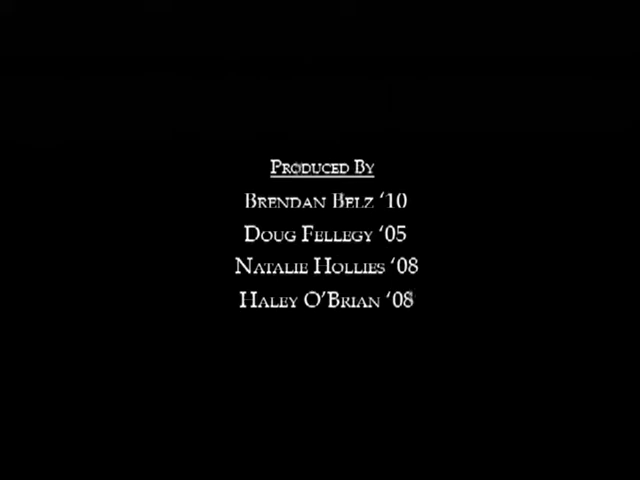 Produced By
Brendan Belz ‘10
Doug Fellegy ‘05
Natalie Hollies ‘08
Haley O’Brian ‘08